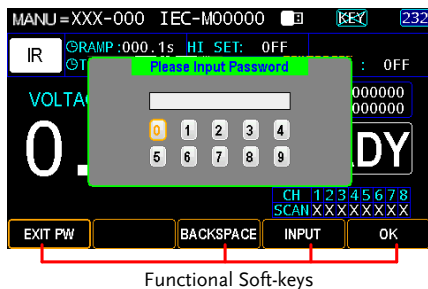 MANU=XXX-000 IEC-M00000 KEY 232
IR RAMP:000.1s HI SET: OFF
: OFF
Please Input Password
VOLTA 000000
000000
0 1 2 3 4
5 6 7 8 9
0. DY
CH 1 2 3 4 5 6 7 8
SCAN X X X X X X X X
EXIT PW BACKSPACE INPUT OK
Functional Soft-keys